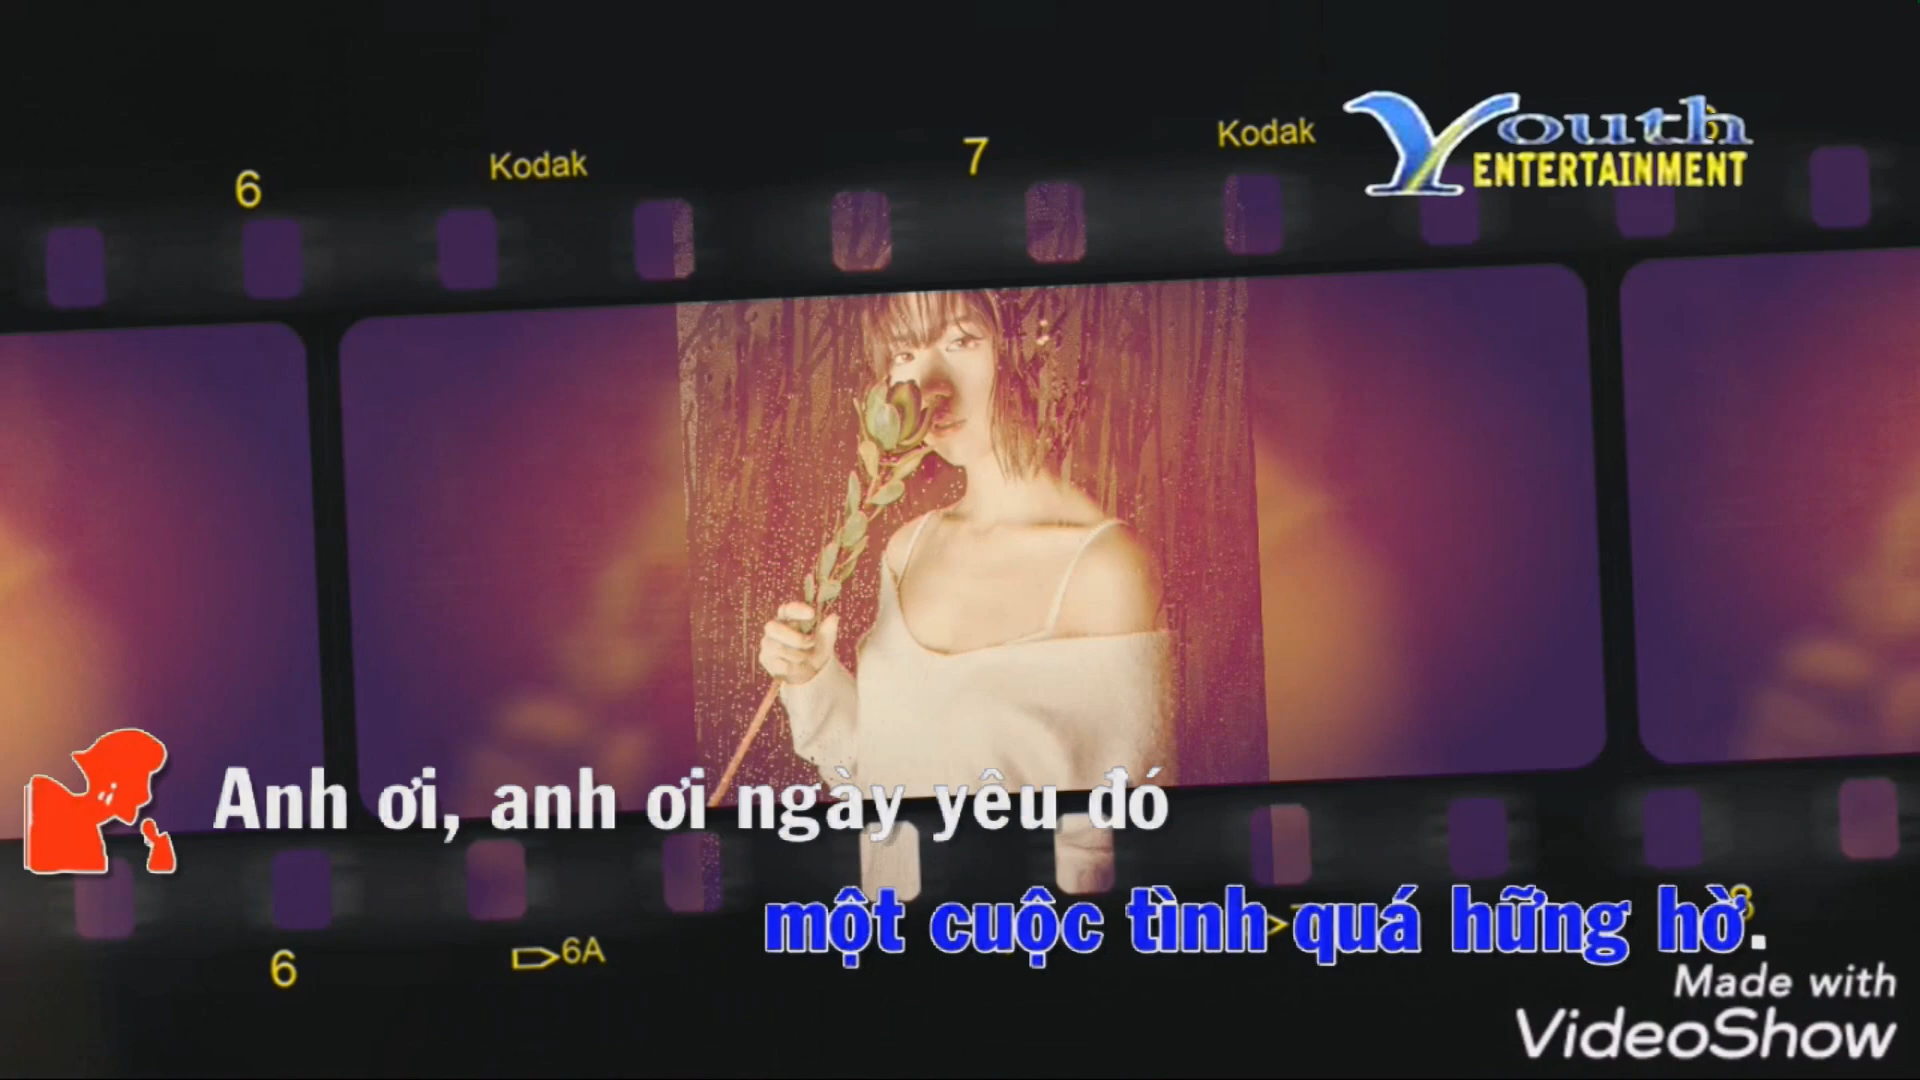 6
Kodak
7
Kodak
Youth
ENTERTAINMENT
Anh ơi, anh ơi ngày yêu đó
một cuộc tình quá hững hờ.
6
6A
8
Made with
VideoShow